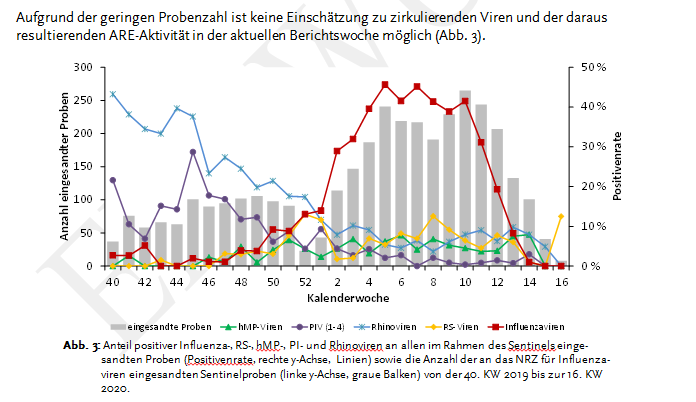 Aufgrund der geringen Probenzahl ist keine Einschätzung zu zirkulierenden Viren und der daraus
resultierenden ARE-Aktivität in der aktuellen Berichtswoche möglich (Abb. 3).
300
250
200
150
100
50
0
Anzahl eingesandter Proben
50 %
40 %
30 %
20 %
10 %
0 %
Positivenrate
40 42 44 46 48 50 52 2 4 6 8 10 12 14 16
Kalenderwoche
eingesandte Proben hMP-Viren PIV (1-4) Rhinoviren RS-Viren Influenzaviren
Abb. 3: Anteil positiver Influenza-, RS-, hMP-, PI- und Rhinoviren an allen im Rahmen des Sentinels einge-
sandten Proben (Positivenrate, rechte y-Achse, Linien) sowie die Anzahl der an das NRZ für Influenza-
viren eingesandten Sentinelproben (linke y-Achse, graue Balken) von der 40. KW 2019 bis zur 16. KW
2020.